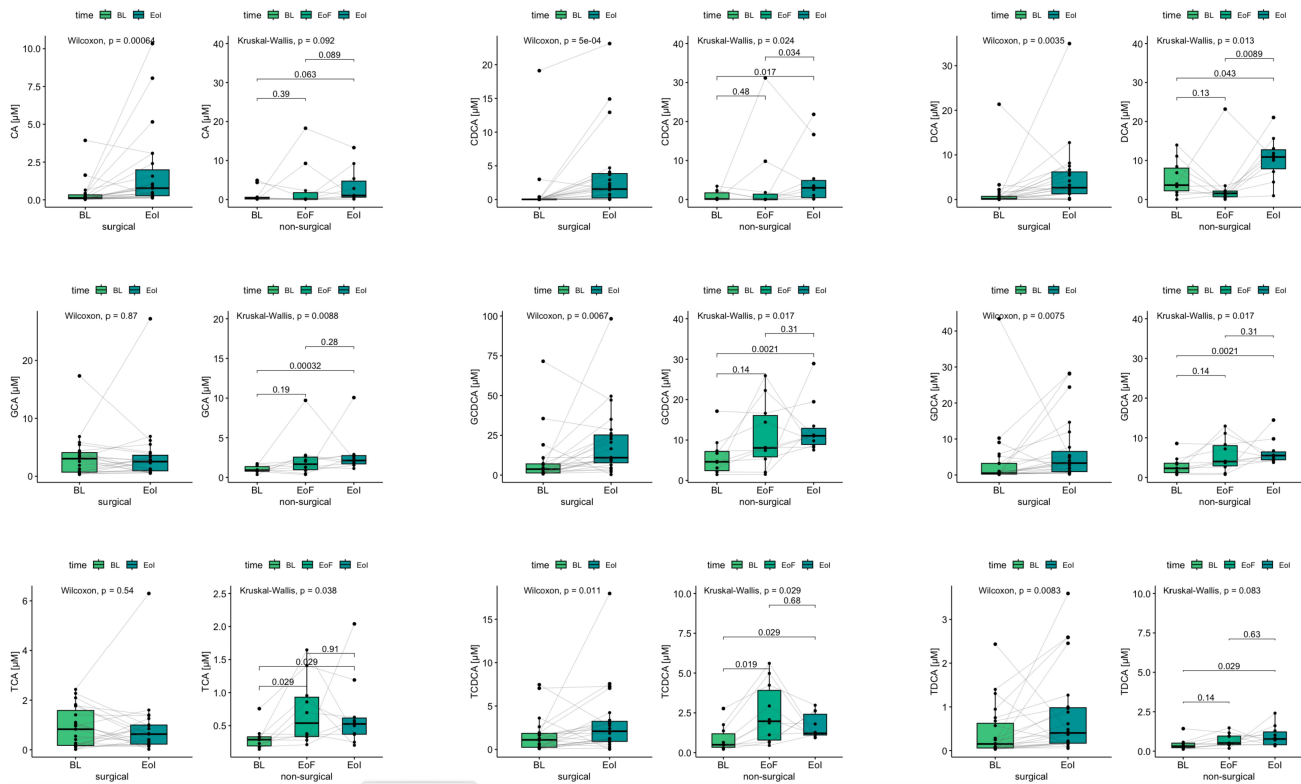 time BL EoI
Wilcoxon, p = 0.00064
CA [µM]
10.0
7.5
5.0
2.5
0.0
BL EoI
surgical
time BL EoF EoI
Kruskal-Wallis, p = 0.092
0.089
0.063
0.39
CA [µM]
40
30
20
10
0
BL EoF EoI
non-surgical
time BL EoI
Wilcoxon, p = 5e-04
CDCA [µM]
20
10
0
BL EoI
surgical
time BL EoF EoI
Kruskal-Wallis, p = 0.024
0.034
0.017
0.48
CDCA [µM]
40
30
20
10
0
BL EoF EoI
non-surgical
time BL EoI
Wilcoxon, p = 0.0035
DCA [µM]
30
20
10
0
BL EoI
surgical
time BL EoF EoI
Kruskal-Wallis, p = 0.013
0.0089
0.043
0.13
DCA [µM]
40
30
20
10
0
BL EoF EoI
non-surgical
time BL EoI
Wilcoxon, p = 0.87
GCA [µM]
20
10
0
BL EoI
surgical
time BL EoF EoI
Kruskal-Wallis, p = 0.0088
0.28
0.00032
0.19
GCA [µM]
20
15
10
5
0
BL EoF EoI
non-surgical
time BL EoI
Wilcoxon, p = 0.0067
GCDCA [µM]
100
75
50
25
0
BL EoI
surgical
time BL EoF EoI
Kruskal-Wallis, p = 0.017
0.31
0.0021
0.14
GCDCA [µM]
40
30
20
10
0
BL EoF EoI
non-surgical
time BL EoI
Wilcoxon, p = 0.0075
GDCA [µM]
40
30
20
10
0
BL EoI
surgical
time BL EoF EoI
Kruskal-Wallis, p = 0.017
0.31
0.0021
0.14
GDCA [µM]
40
30
20
10
0
BL EoF EoI
non-surgical
time BL EoI
Wilcoxon, p = 0.54
TCA [µM]
6
4
2
0
BL EoI
surgical
time BL EoF EoI
Kruskal-Wallis, p = 0.038
0.91
0.029
0.029
TCA [µM]
2.5
2.0
1.5
1.0
0.5
BL EoF EoI
non-surgical
time BL EoI
Wilcoxon, p = 0.011
TCDCA [µM]
15
10
5
0
BL EoI
surgical
time BL EoF EoI
Kruskal-Wallis, p = 0.029
0.68
0.029
0.019
TCDCA [µM]
10.0
7.5
5.0
2.5
0.0
BL EoF EoI
non-surgical
time BL EoI
Wilcoxon, p = 0.0083
TDCA [µM]
3
2
1
0
BL EoI
surgical
time BL EoF EoI
Kruskal-Wallis, p = 0.083
0.63
0.029
0.14
TDCA [µM]
10.0
7.5
5.0
2.5
0.0
BL EoF EoI
non-surgical